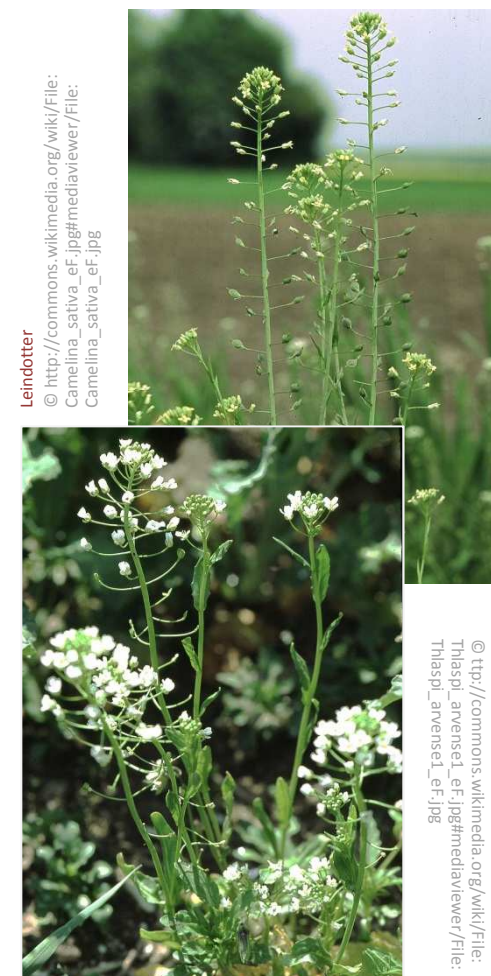 Leindotter
© http://commons.wikimedia.org/wiki/File:
Camelina_sativa_eF.jpg#mediaviewer/File:
Camelina_sativa_eF.jpg
© ttp://commons.wikimedia.org/wiki/File:
Thlaspi_arvense1_eF.jpg#mediaviewer/File:
Thlaspi_arvense1_eF.jpg